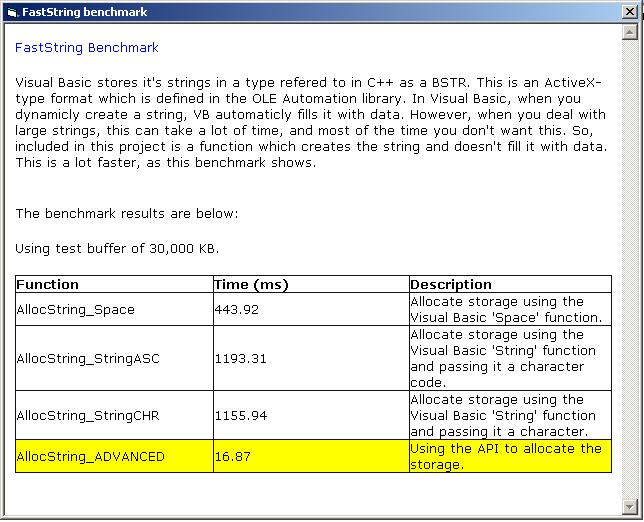 FastString benchmark
FastString Benchmark
Visual Basic stores it's strings in a type refered to in C++ as a BSTR. This is an ActiveX-
type format which is defined in the OLE Automation library. In Visual Basic, when you
dynamicly create a string, VB automaticly fills it with data. However, when you deal with
large strings, this can take a lot of time, and most of the time you don't want this. So,
included in this project is a function which creates the string and doesn't fill it with data.
This is a lot faster, as this benchmark shows.
The benchmark results are below:
Using test buffer of 30,000 KB.
Function Time (ms) Description
AllocString_Space 443.92 Allocate storage using the
Visual Basic 'Space' function.
AllocString_StringASC 1193.31 Allocate storage using the
Visual Basic 'String' function
and passing it a character
code.
AllocString_StringCHR 1155.94 Allocate storage using the
Visual Basic 'String' function
and passing it a character.
AllocString_ADVANCED 16.87 Using the API to allocate the
storage.